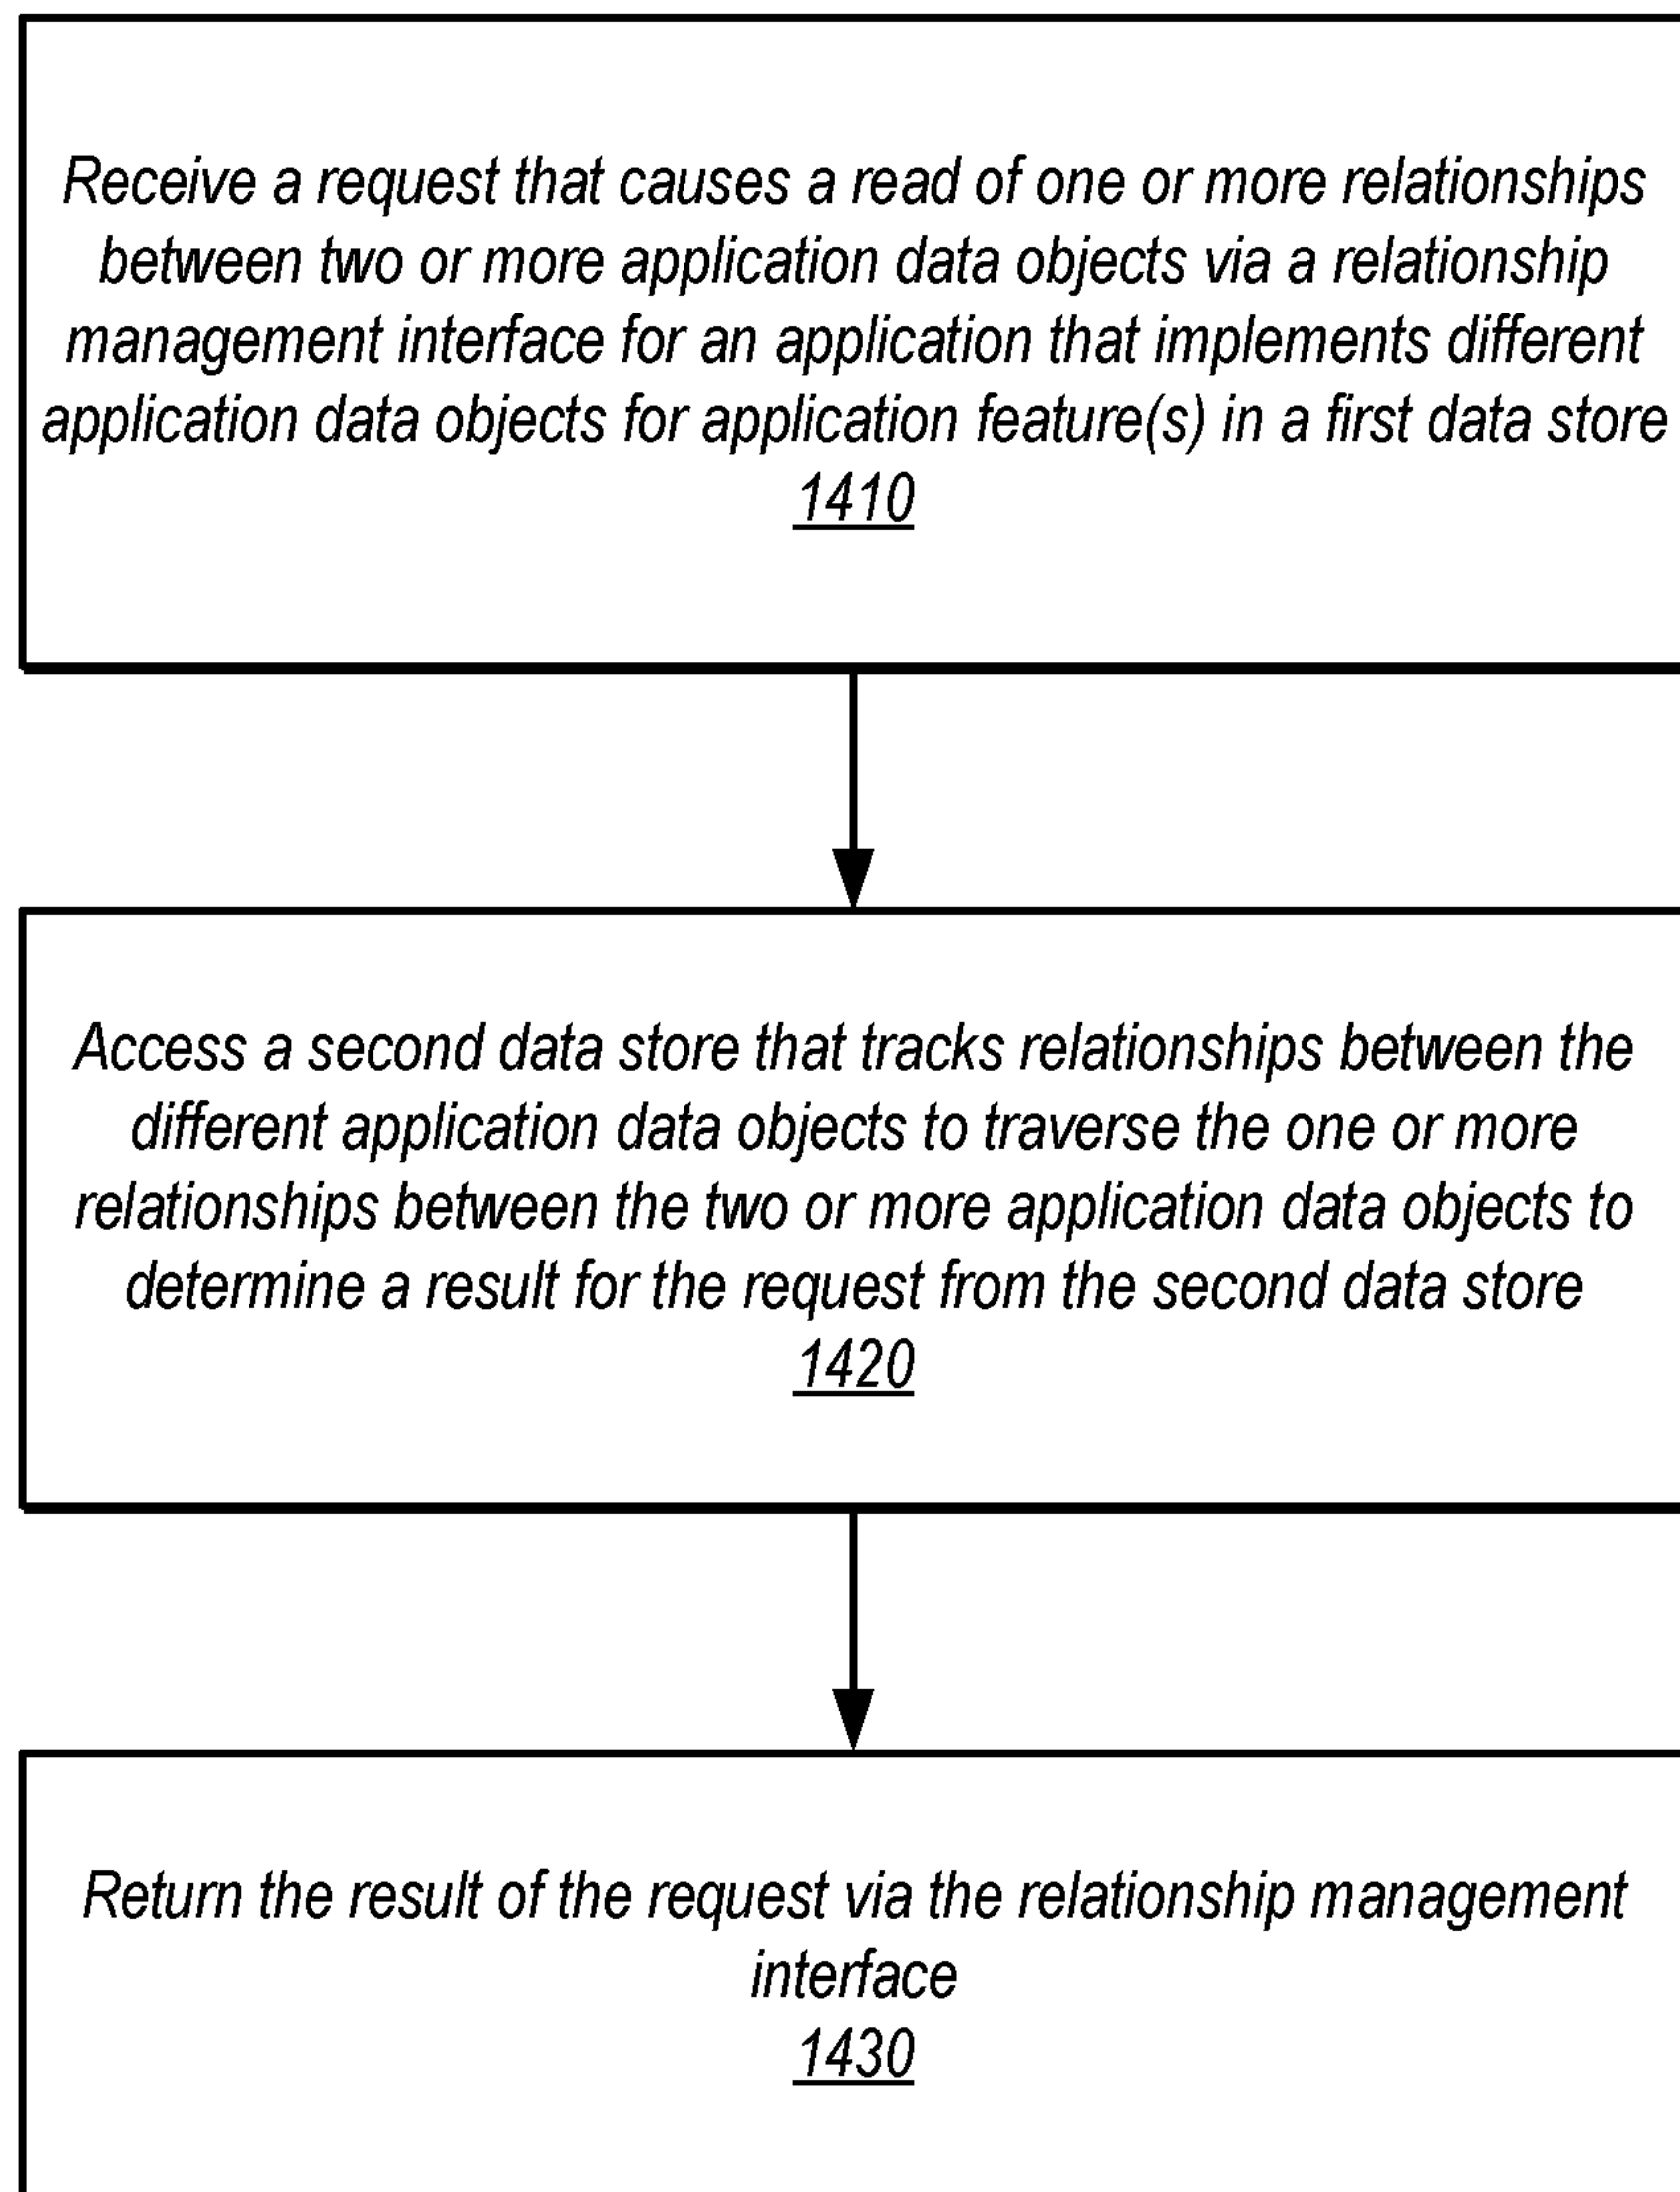 Receive a request that causes a read of one or more relationships
between two or more application data objects via a relationship
management interface for an application that implements different
application data objects for application feature(s) in a first data store
1410
Access a second data store that tracks relationships between the
different application data objects to traverse the one or more
relationships between the two or more application data objects to
determine a result for the request from the second data store
1420
Return the result of the request via the relationship management
interface
1430